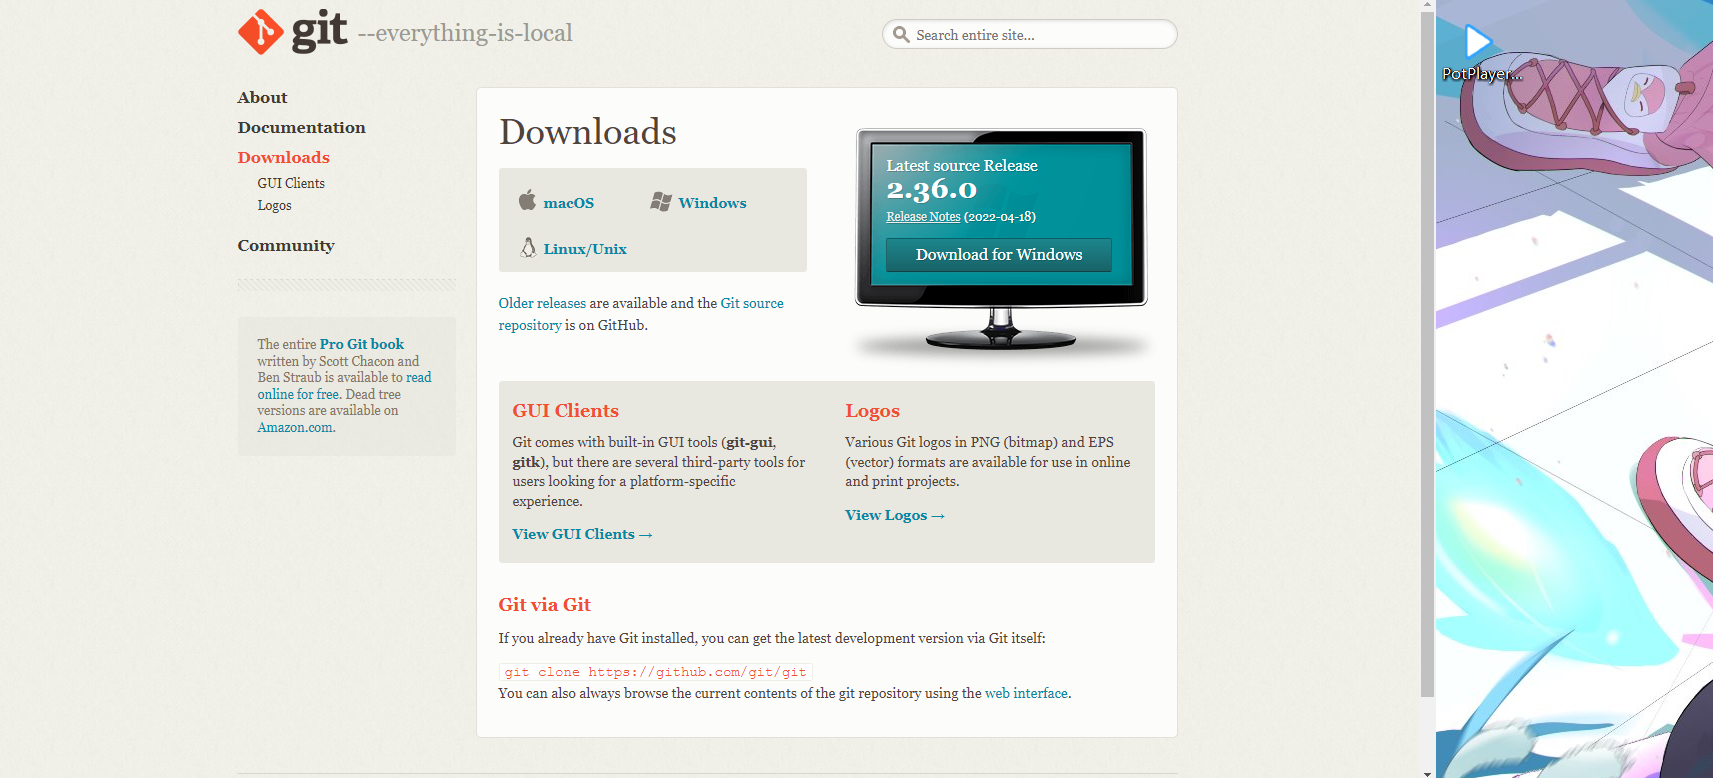 git --everything-is-local
Search entire site...
About
Documentation
Downloads
GUI Clients
Logos
Community
The entire Pro Git book
written by Scott Chacon and
Ben Straub is available to read
online for free. Dead tree
versions are available on
Amazon.com.
Downloads
macOS
Windows
Linux/Unix
Older releases are available and the Git source
repository is on GitHub.
Latest source Release
2.36.0
Release Notes (2022-04-18)
Download for Windows
GUI Clients
Git comes with built-in GUI tools (git-gui,
gitk), but there are several third-party tools for
users looking for a platform-specific
experience.
View GUI Clients →
Logos
Various Git logos in PNG (bitmap) and EPS
(vector) formats are available for use in online
and print projects.
View Logos →
Git via Git
If you already have Git installed, you can get the latest development version via Git itself:
git clone https://github.com/git/git
You can also always browse the current contents of the git repository using the web interface.
PotPlayer...